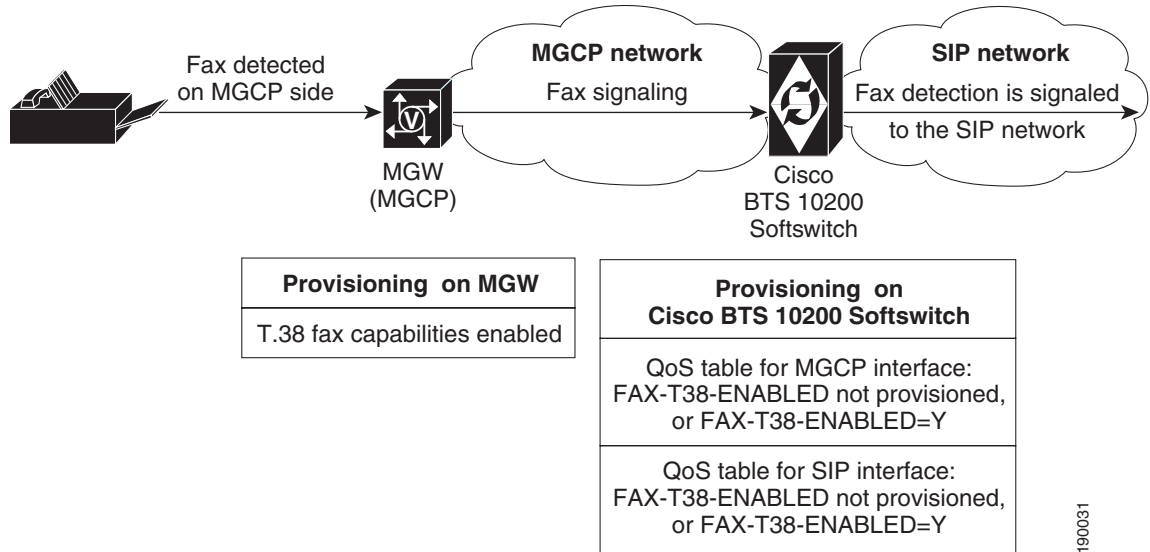 Fax detected
on MGCP side
V
MGW
(MGCP)
MGCP network
Fax signaling
Cisco
BTS 10200
Softswitch
SIP network
Fax detection is signaled
to the SIP network
Provisioning on MGW
T.38 fax capabilities enabled
Provisioning on
Cisco BTS 10200 Softswitch
QoS table for MGCP interface:
FAX-T38-ENABLED not provisioned,
or FAX-T38-ENABLED=Y
QoS table for SIP interface:
FAX-T38-ENABLED not provisioned,
or FAX-T38-ENABLED=Y
190031